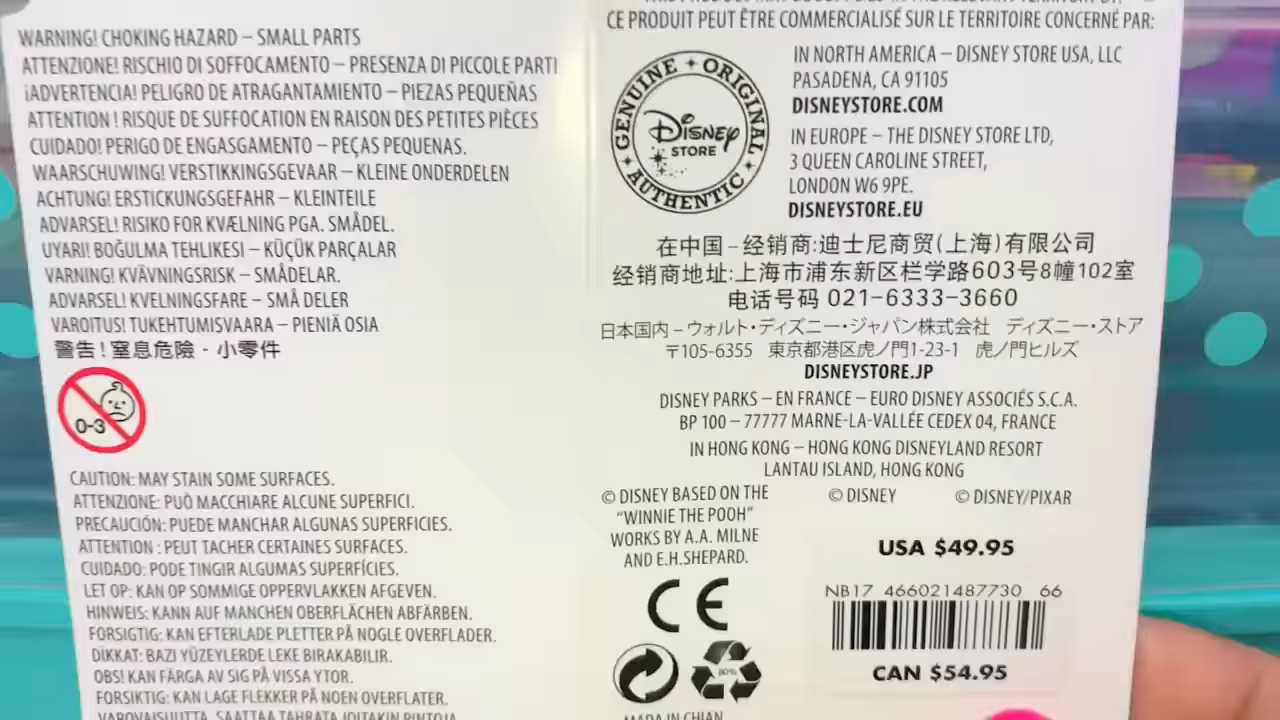 WARNING! CHOKING HAZARD – SMALL PARTS
ATTENZIONE! RISCHIO DI SOFFOCAMENTO – PRESENZA DI PICCOLE PARTI
¡ADVERTENCIA! PELIGRO DE ATRAGANTAMIENTO – PIEZAS PEQUEÑAS
ATTENTION ! RISQUE DE SUFFOCATION EN RAISON DES PETITES PIÈCES
CUIDADO! PERIGO DE ENGASGAMENTO – PEÇAS PEQUENAS.
WAARSCHUWING! VERSTIKKINGSGEVAAR – KLEINE ONDERDELEN
ACHTUNG! ERSTICKUNGSGEFAHR – KLEINTEILE
ADVARSEL! RISIKO FOR KVÆLNING PGA. SMÅDEL.
UYARI! BOĞULMA TEHLIKESI – KÜÇÜK PARÇALAR
VARNING! KVÄVNINGSRISK – SMÅDELAR.
ADVARSEL! KVELNINGSFARE – SMÅ DELER
VAROITUS! TUKEHTUMISVAARA – PIENIÄ OSIA
警告！窒息危險 - 小零件
0-3
CAUTION: MAY STAIN SOME SURFACES.
ATTENZIONE: PUÒ MACCHIARE ALCUNE SUPERFICI.
PRECAUCIÓN: PUEDE MANCHAR ALGUNAS SUPERFICIES.
ATTENTION : PEUT TACHER CERTAINES SURFACES.
CUIDADO: PODE TINGIR ALGUMAS SUPERFÍCIES.
LET OP: KAN OP SOMMIGE OPPERVLAKKEN AFGEVEN.
HINWEIS: KANN AUF MANCHEN OBERFLÄCHEN ABFÄRBEN.
FORSIGTIG: KAN EFTERLADE PLETTER PÅ NOGLE OVERFLADER.
DİKKAT: BAZI YÜZEYLERDE LEKE BIRAKABILIR.
OBS! KAN FÄRGA AV SIG PÅ VISSA YTOR.
FORSIKTIG: KAN LAGE FLEKKER PÅ NOEN OVERFLATER.
VAROVAISUUTTA, SAATTAA TAHRATA JOITAKIN PINTOJA
CE PRODUIT PEUT ÊTRE COMMERCIALISÉ SUR LE TERRITOIRE CONCERNÉ PAR:
GENUINE ORIGINAL AUTHENTIC
Disney
STORE
IN NORTH AMERICA – DISNEY STORE USA, LLC
PASADENA, CA 91105
DISNEYSTORE.COM
IN EUROPE – THE DISNEY STORE LTD,
3 QUEEN CAROLINE STREET,
LONDON W6 9PE.
DISNEYSTORE.EU
在中国 – 经销商:迪士尼商贸(上海)有限公司
经销商地址:上海市浦东新区栏学路603号8幢102室
电话号码 021-6333-3660
日本国内 – ウォルト・ディズニー・ジャパン株式会社 ディズニー・ストア
〒105-6355 東京都港区虎ノ門1-23-1 虎ノ門ヒルズ
DISNEYSTORE.JP
DISNEY PARKS – EN FRANCE – EURO DISNEY ASSOCIÉS S.C.A.
BP 100 – 77777 MARNE-LA-VALLÉE CEDEX 04, FRANCE
IN HONG KONG – HONG KONG DISNEYLAND RESORT
LANTAU ISLAND, HONG KONG
© DISNEY BASED ON THE
"WINNIE THE POOH"
WORKS BY A.A. MILNE
AND E.H.SHEPARD.
© DISNEY
© DISNEY/PIXAR
USA $49.95
NB17 466021487730 66
CAN $54.95
CE
80%